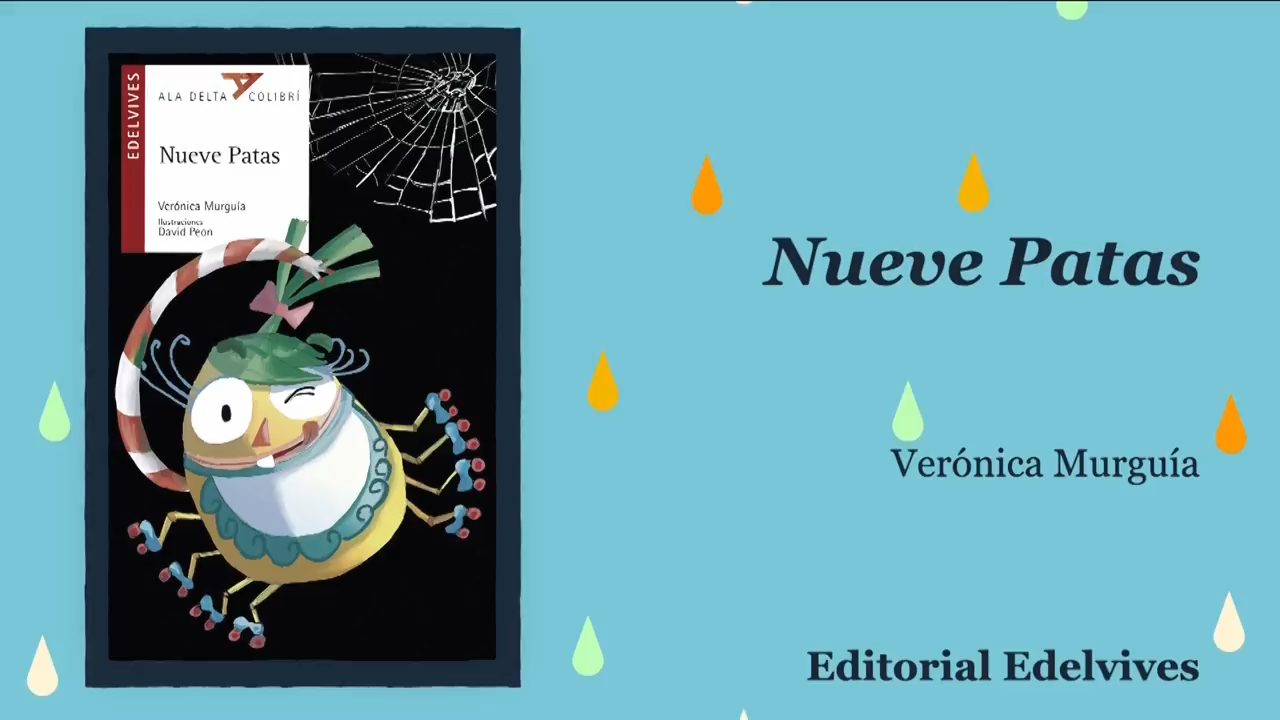 EDELVIVES
ALA DELTA COLIBRÍ
Nueve Patas
Verónica Murguía
Ilustraciones
David Peón
Nueve Patas
Verónica Murguía
Editorial Edelvives